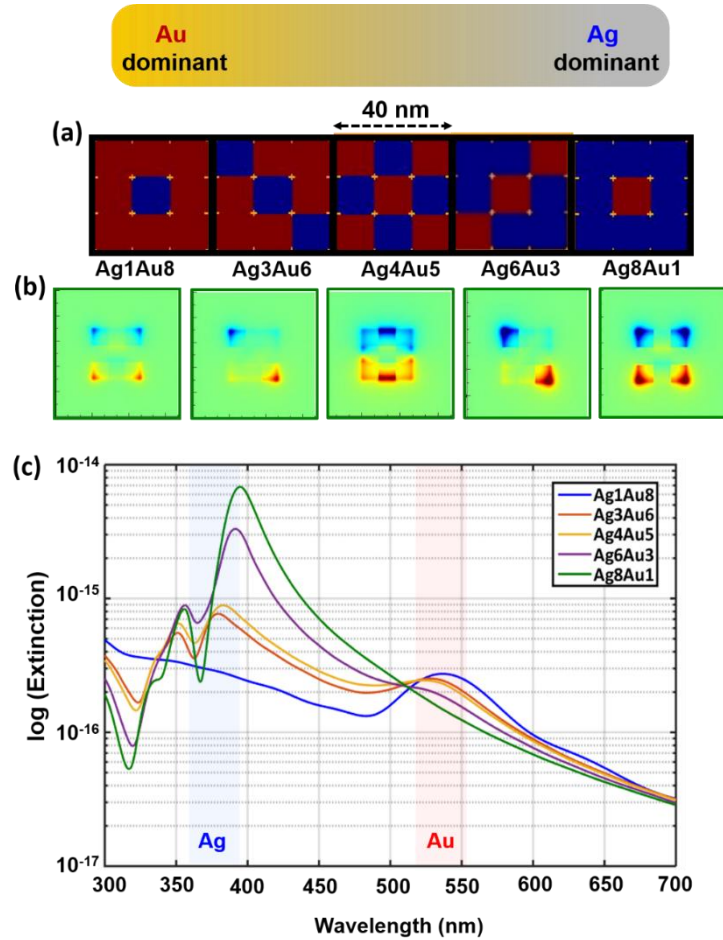 Au Ag
dominant dominant
40 nm
(a)
Ag1Au8 Ag3Au6 Ag4Au5 Ag6Au3 Ag8Au1
(b)
(c)
10-14
10-15
10-16
10-17
log (Extinction)
Ag1Au8
Ag3Au6
Ag4Au5
Ag6Au3
Ag8Au1
Ag Au
300 350 400 450 500 550 600 650 700
Wavelength (nm)